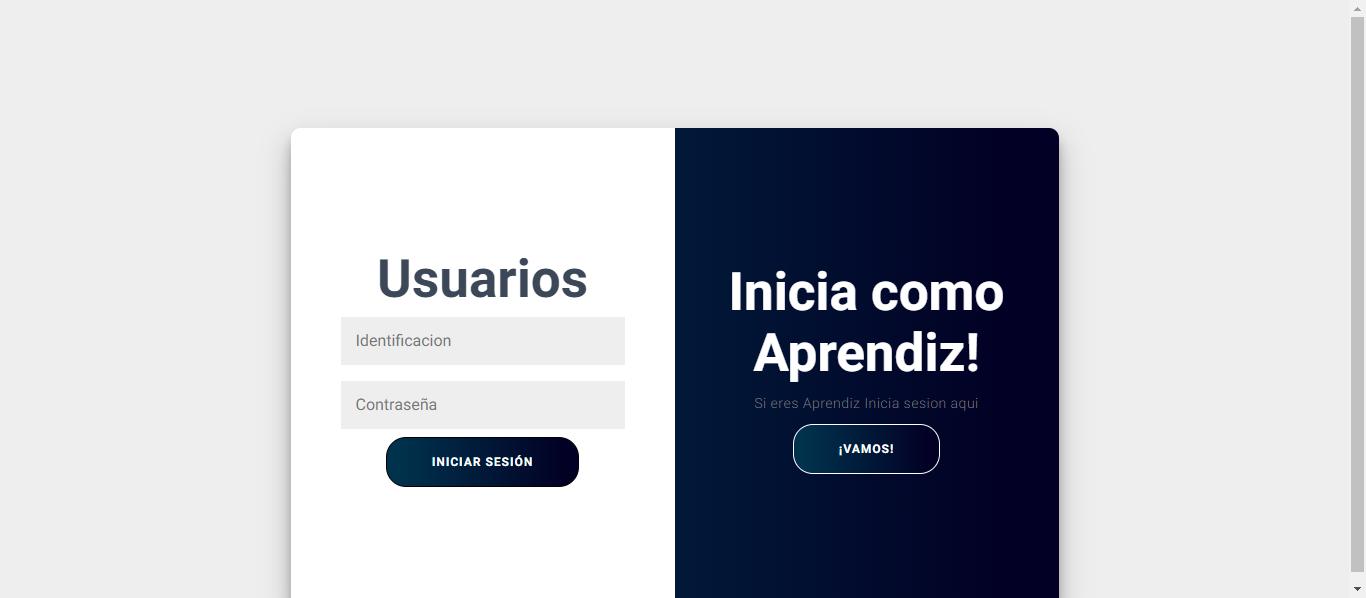 Usuarios
Identificacion
Contraseña
INICIAR SESIÓN
Inicia como
Aprendiz!
Si eres Aprendiz Inicia sesion aqui
¡VAMOS!